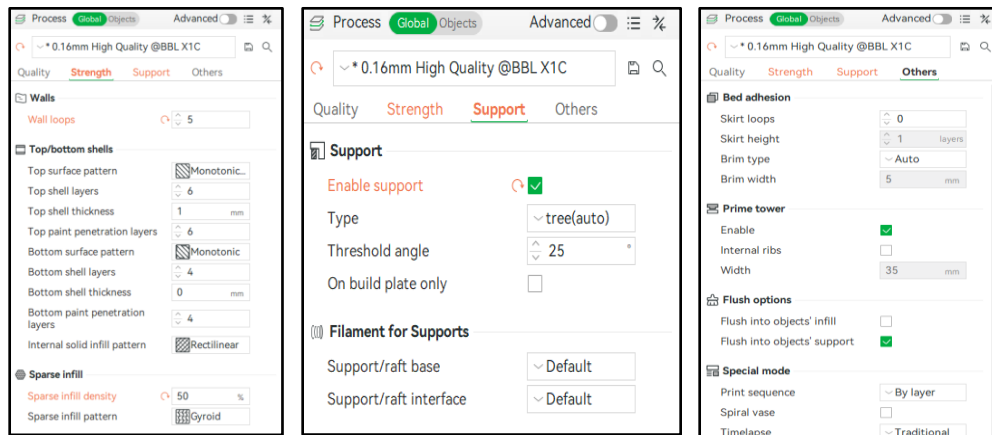 Process Global Objects Advanced
* 0.16mm High Quality @BBL X1C
Quality Strength Support Others
Walls
Wall loops 5
Top/bottom shells
Top surface pattern Monotonic...
Top shell layers 6
Top shell thickness 1 mm
Top paint penetration layers 6
Bottom surface pattern Monotonic
Bottom shell layers 4
Bottom shell thickness 0 mm
Bottom paint penetration
layers 4
Internal solid infill pattern Rectilinear
Sparse infill
Sparse infill density 50 %
Sparse infill pattern Gyroid
Process Global Objects Advanced
* 0.16mm High Quality @BBL X1C
Quality Strength Support Others
Support
Enable support
Type tree(auto)
Threshold angle 25 °
On build plate only
Filament for Supports
Support/raft base Default
Support/raft interface Default
Process Global Objects Advanced
* 0.16mm High Quality @BBL X1C
Quality Strength Support Others
Bed adhesion
Skirt loops 0
Skirt height 1 layers
Brim type Auto
Brim width 5 mm
Prime tower
Enable
Internal ribs
Width 35 mm
Flush options
Flush into objects' infill
Flush into objects' support
Special mode
Print sequence By layer
Spiral vase
Timelapse Traditional